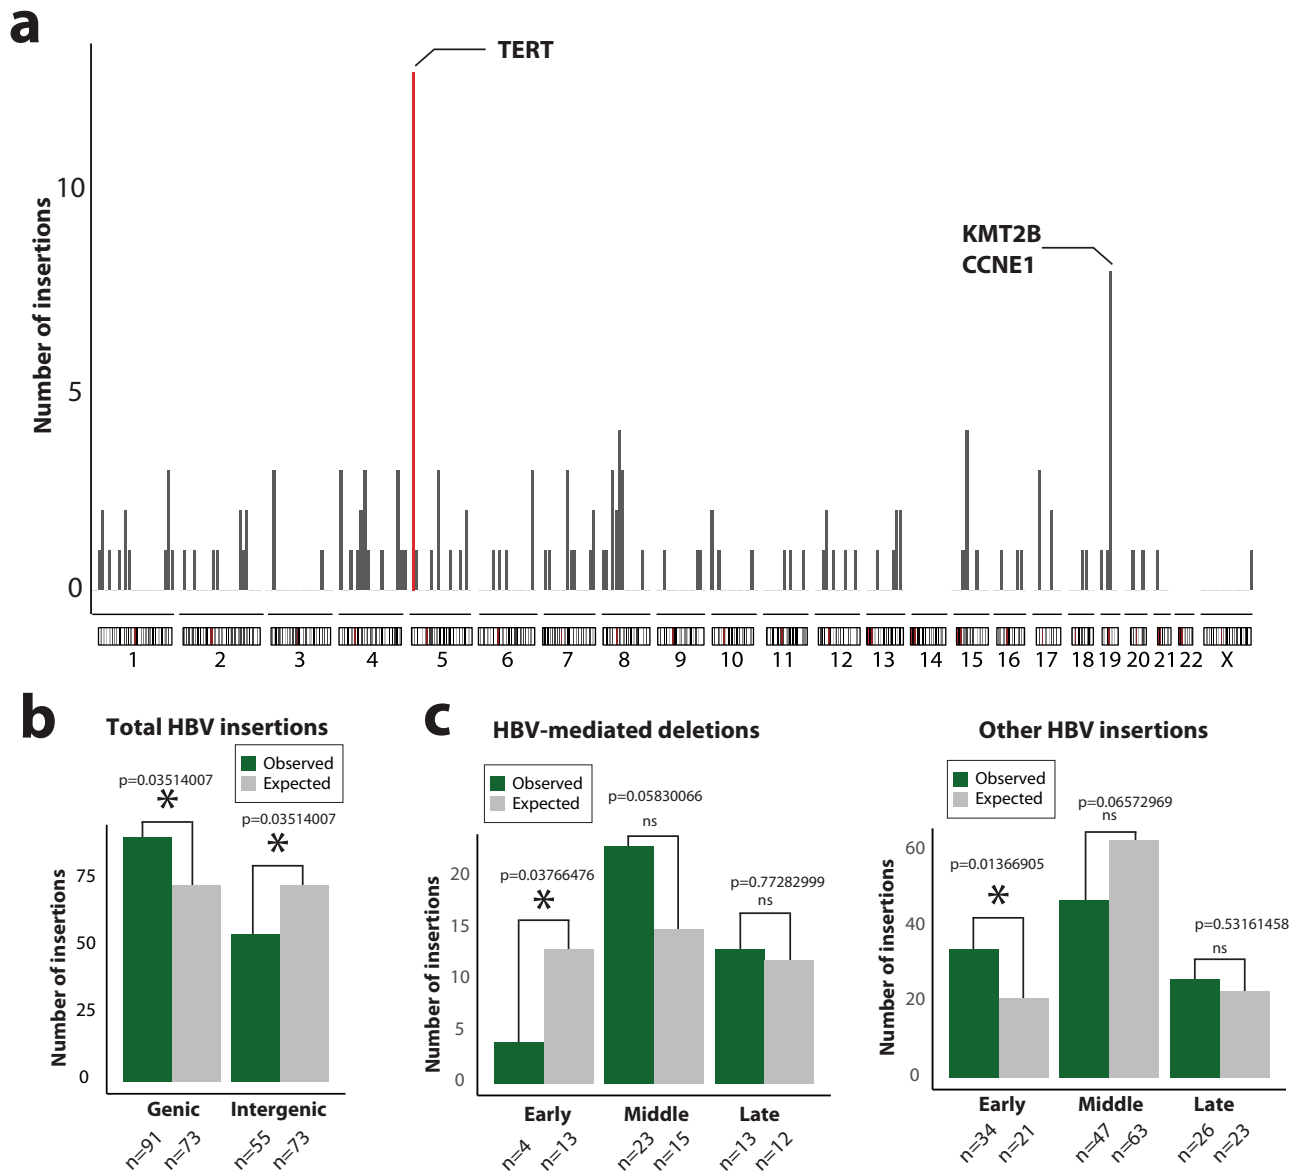 a
TERT
KMT2B
CCNE1
Number of insertions
10
5
0
1 2 3 4 5 6 7 8 9 10 11 12 13 14 15 16 17 18 19 20 21 22 X
b
Total HBV insertions
Observed
Expected
p=0.03514007
*
p=0.03514007
*
Number of insertions
75
50
25
0
Genic Intergenic
n=91 n=73 n=55 n=73
c
HBV-mediated deletions
Observed
Expected
p=0.05830066
ns
p=0.03766476
*
p=0.77282999
ns
Number of insertions
20
15
10
5
0
Early Middle Late
n=4 n=13 n=23 n=15 n=13 n=12
Other HBV insertions
Observed
Expected
p=0.06572969
ns
p=0.01366905
*
p=0.53161458
ns
Number of insertions
60
40
20
0
Early Middle Late
n=34 n=21 n=47 n=63 n=26 n=23